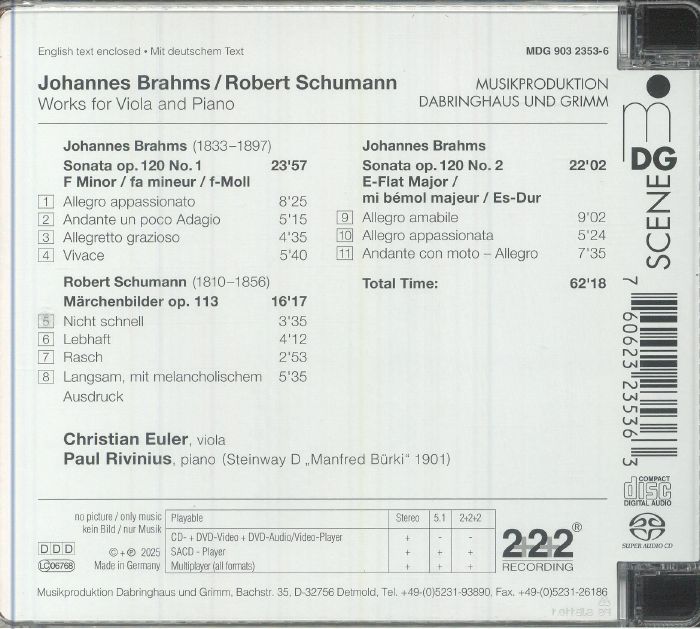 English text enclosed • Mit deutschem Text
MDG 903 2353-6
Johannes Brahms / Robert Schumann
Works for Viola and Piano
MUSIKPRODUKTION
DABRINGHAUS UND GRIMM
MDG
SCENE
Johannes Brahms (1833–1897)
Sonata op. 120 No. 1 23'57
F Minor / fa mineur / f-Moll
1 Allegro appassionato 8'25
2 Andante un poco Adagio 5'15
3 Allegretto grazioso 4'35
4 Vivace 5'40
Robert Schumann (1810–1856)
Märchenbilder op. 113 16'17
5 Nicht schnell 3'35
6 Lebhaft 4'12
7 Rasch 2'53
8 Langsam, mit melancholischem 5'35
Ausdruck
Johannes Brahms
Sonata op. 120 No. 2 22'02
E-Flat Major /
mi bémol majeur / Es-Dur
9 Allegro amabile 9'02
10 Allegro appassionata 5'24
11 Andante con moto – Allegro 7'35
Total Time: 62'18
7 60623 23536 3
Christian Euler, viola
Paul Rivinius, piano (Steinway D „Manfred Bürki“ 1901)
COMPACT
disc
DIGITAL AUDIO
SUPER AUDIO CD
no picture / only music
kein Bild / nur Musik
DDD
LC06768
© + ℗ 2025
Made in Germany
Playable Stereo 5.1 2+2+2
CD- + DVD-Video + DVD-Audio/Video-Player + - -
SACD - Player + + +
Multiplayer (all formats) + + +
2+2+2®
RECORDING
Musikproduktion Dabringhaus und Grimm, Bachstr. 35, D-32756 Detmold, Tel. +49-(0)5231-93890, Fax. +49-(0)5231-26186